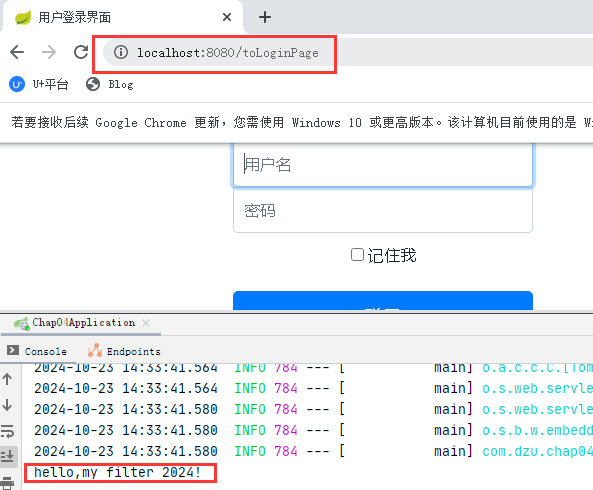 用户登录界面
localhost:8080/toLoginPage
U+平台 Blog
若要接收后续 Google Chrome 更新，您需使用 Windows 10 或更高版本。该计算机目前使用的是
用户名
密码
记住我
Chap04Application
Console Endpoints
2024-10-23 14:33:41.564 INFO 784 --- [ main] o.a.c.c.C.[Tom
2024-10-23 14:33:41.564 INFO 784 --- [ main] o.s.web.servle
2024-10-23 14:33:41.580 INFO 784 --- [ main] o.s.web.servle
2024-10-23 14:33:41.580 INFO 784 --- [ main] o.s.b.w.embedd
2024-10-23 14:33:41.580 INFO 784 --- [ main] com.dzu.chap04
hello,my filter 2024!